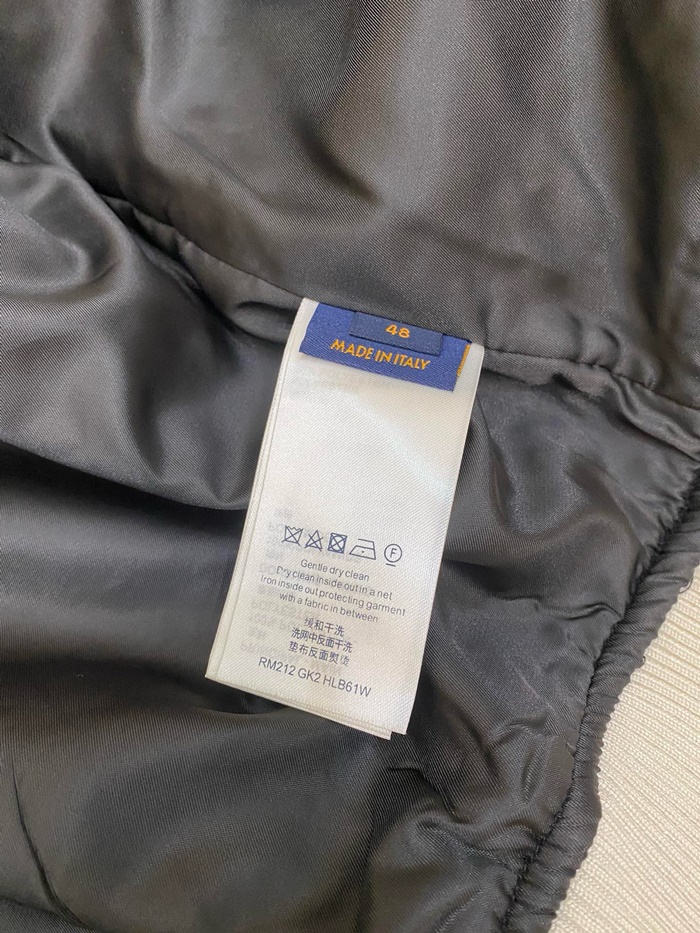 48
MADE IN ITALY
F
Gentle dry clean
Dry clean inside out in a net
Iron inside out protecting garment
with a fabric in between
缓和干洗
洗网中反面干洗
垫布反面熨烫
RM212 GK2 HLB61W